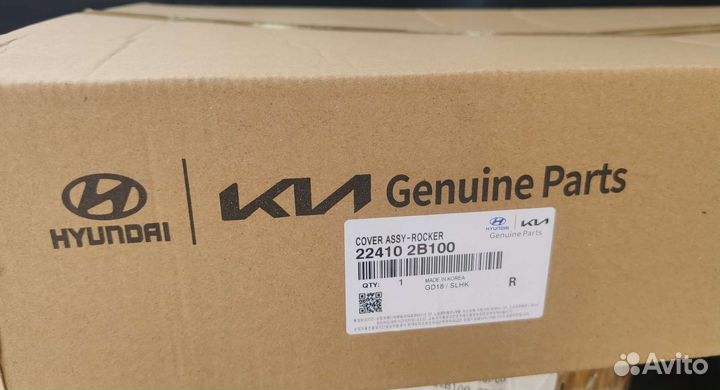 HYUNDAI
KIA Genuine Parts
COVER ASSY-ROCKER
22410 2B100
KIA
Genuine Parts
QTY: 1
MADE IN KOREA
GD18 / SLHK
R
Avito